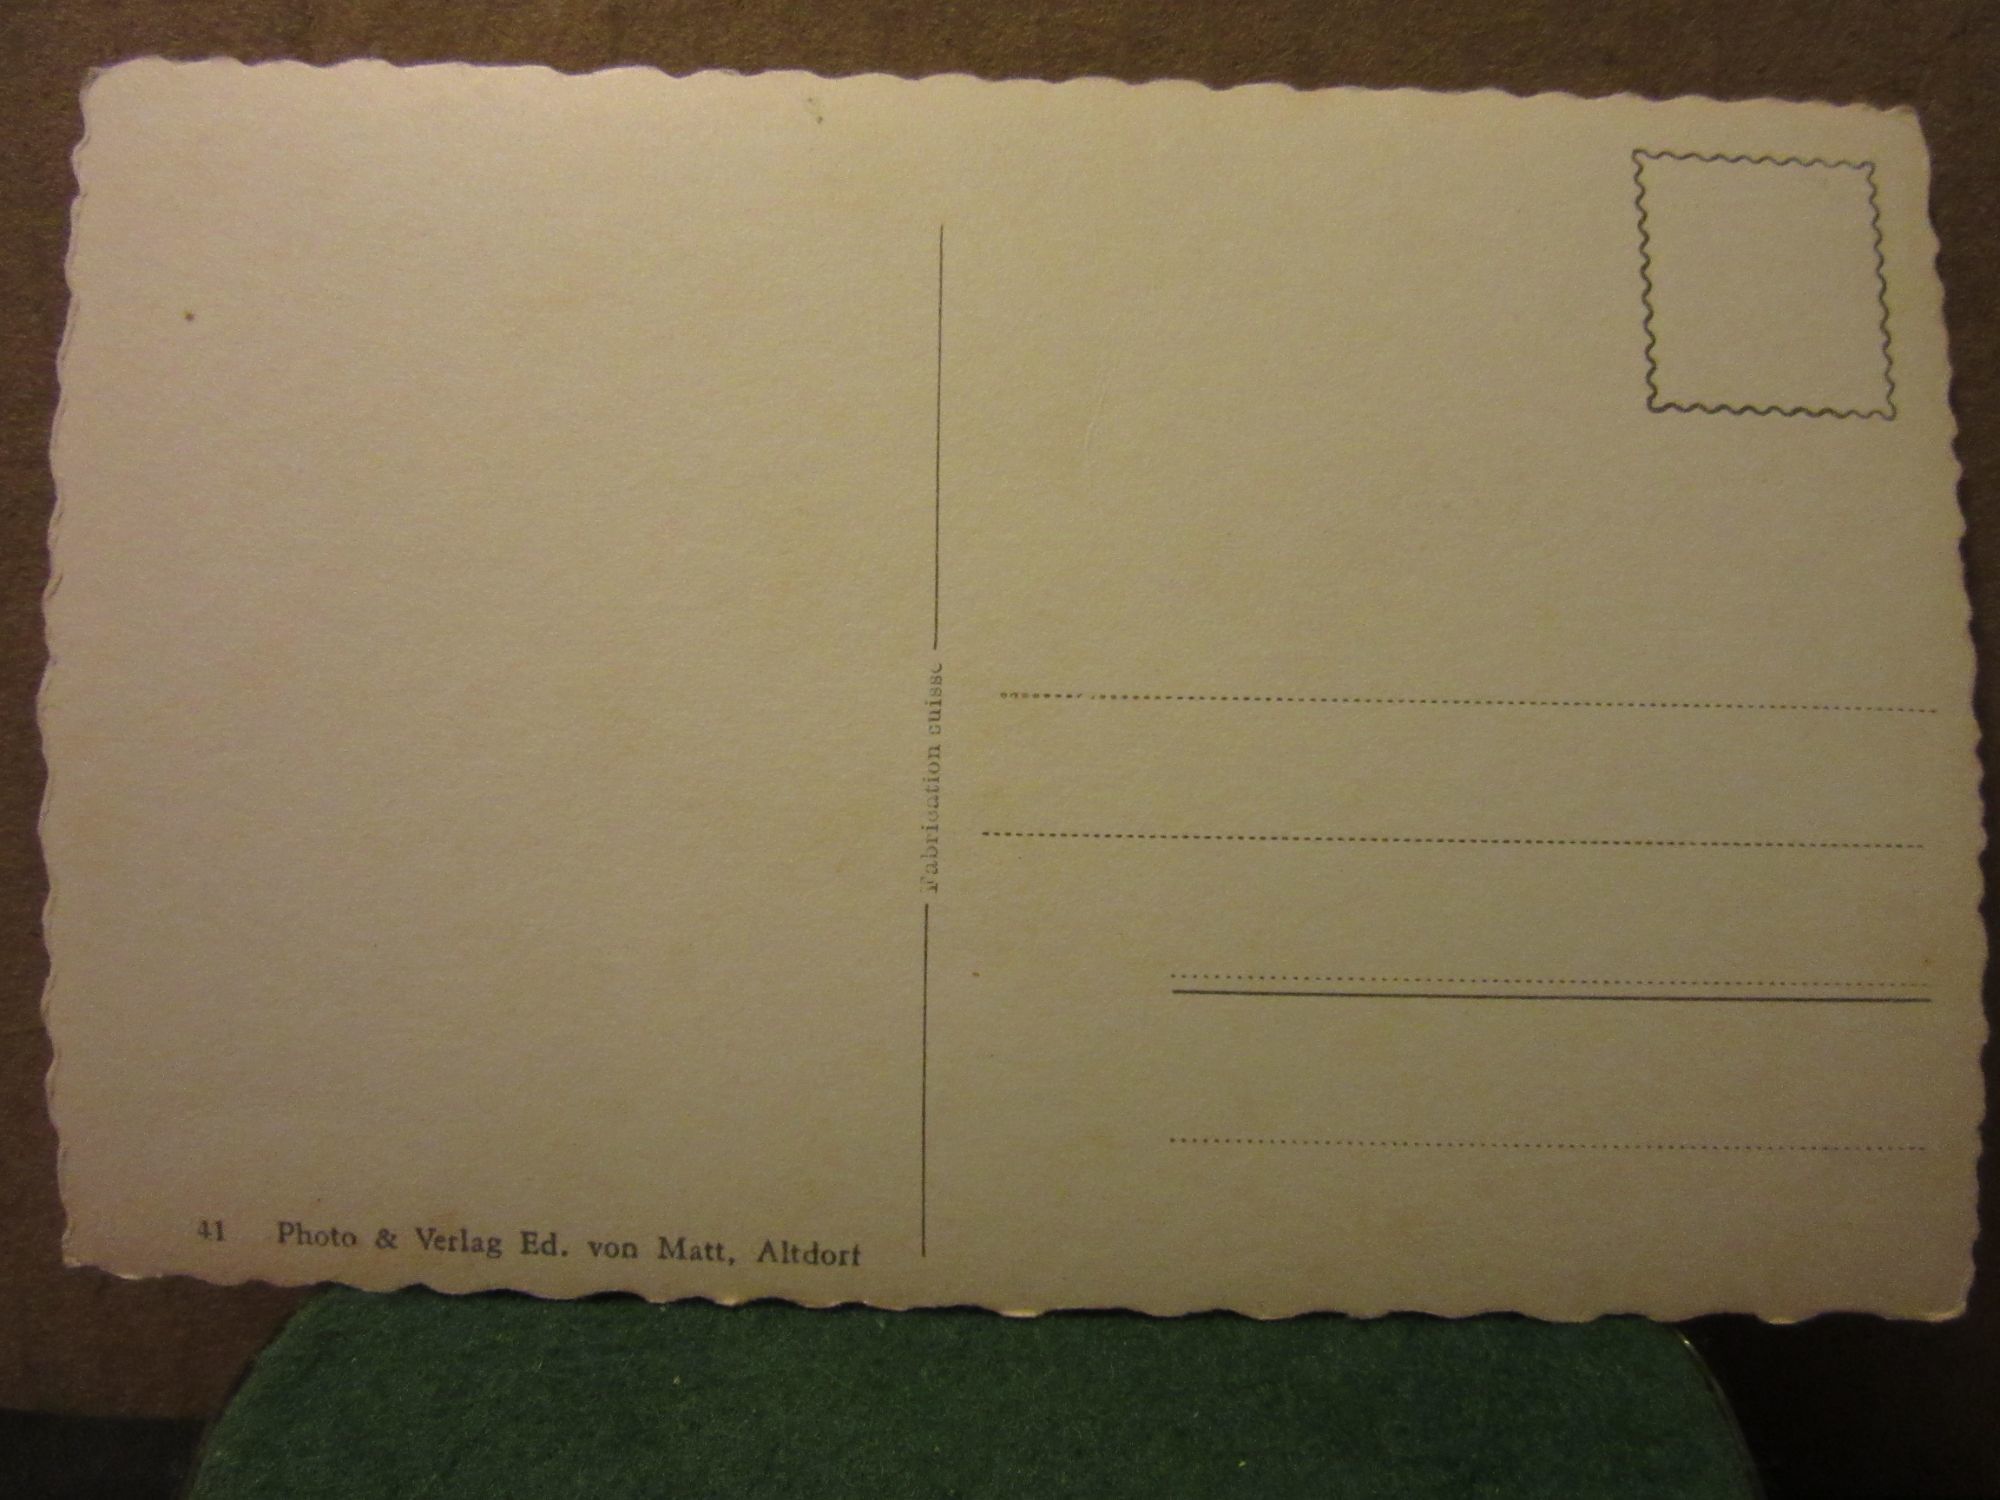 Fabrication suisse
41 Photo & Verlag Ed. von Matt, Altdorf